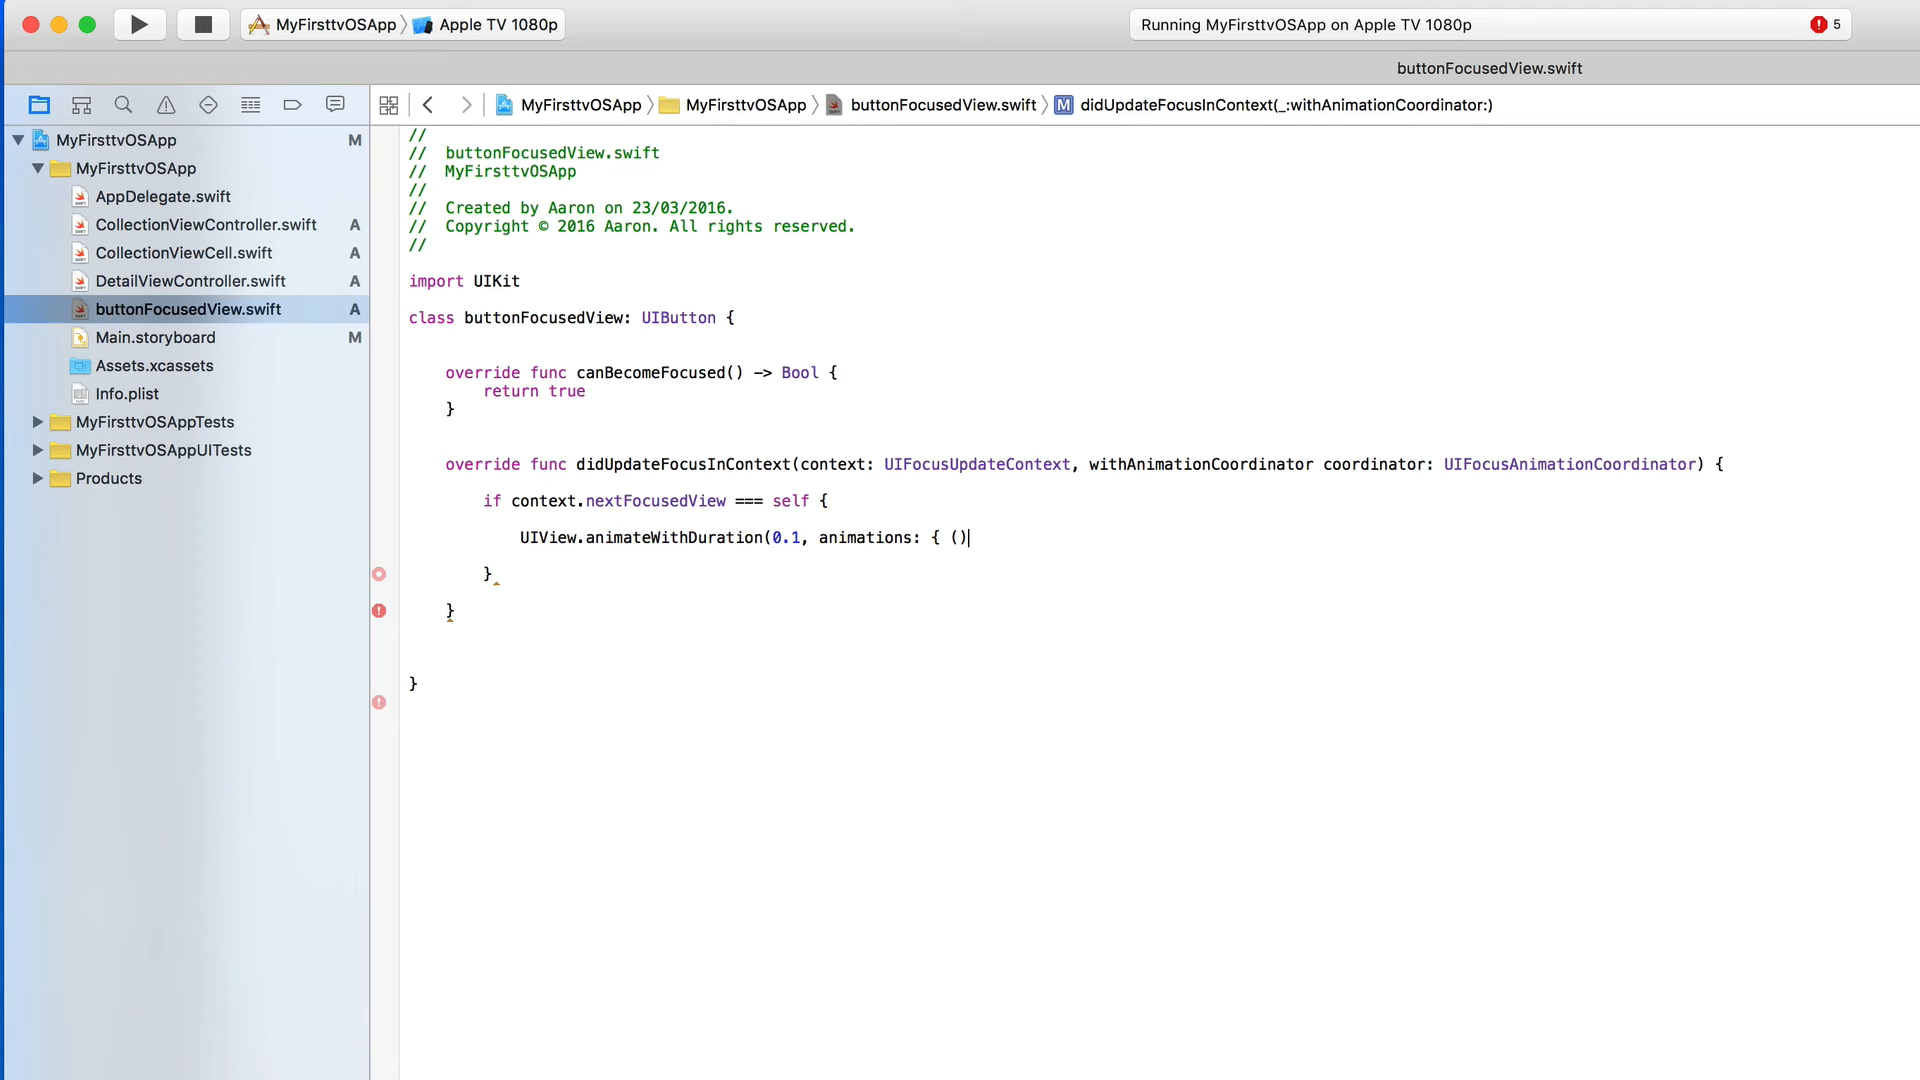 MyFirsttvOSApp Apple TV 1080p
Running MyFirsttvOSApp on Apple TV 1080p 5
buttonFocusedView.swift
MyFirsttvOSApp MyFirsttvOSApp buttonFocusedView.swift M didUpdateFocusInContext(_:withAnimationCoordinator:)
MyFirsttvOSApp M
MyFirsttvOSApp
AppDelegate.swift
CollectionViewController.swift A
CollectionViewCell.swift A
DetailViewController.swift A
buttonFocusedView.swift A
Main.storyboard M
Assets.xcassets
Info.plist
MyFirsttvOSAppTests
MyFirsttvOSAppUITests
Products
//
// buttonFocusedView.swift
// MyFirsttvOSApp
//
// Created by Aaron on 23/03/2016.
// Copyright © 2016 Aaron. All rights reserved.
//
import UIKit
class buttonFocusedView: UIButton {
override func canBecomeFocused() -> Bool {
return true
}
override func didUpdateFocusInContext(context: UIFocusUpdateContext, withAnimationCoordinator coordinator: UIFocusAnimationCoordinator) {
if context.nextFocusedView === self {
UIView.animateWithDuration(0.1, animations: { ()
}
}
}